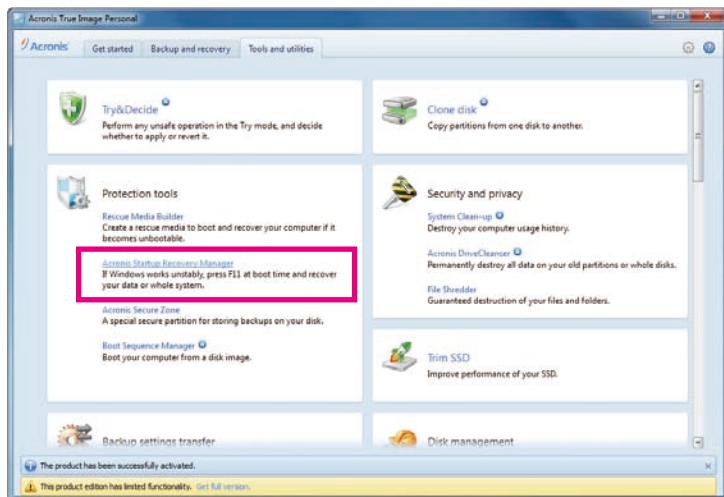 Acronis True Image Personal
Acronis
Get started
Backup and recovery
Tools and utilities
Try&Decide
Perform any unsafe operation in the Try mode, and decide
whether to apply or revert it.
Clone disk
Copy partitions from one disk to another.
Protection tools
Rescue Media Builder
Create a rescue media to boot and recover your computer if it
becomes unbootable.
Acronis Startup Recovery Manager
If Windows works unstably, press F11 at boot time and recover
your data or whole system.
Acronis Secure Zone
A special secure partition for storing backups on your disk.
Boot Sequence Manager
Boot your computer from a disk image.
Security and privacy
System Clean-up
Destroy your computer usage history.
Acronis DriveCleanser
Permanently destroy all data on your old partitions or whole disks.
File Shredder
Guaranteed destruction of your files and folders.
Trim SSD
Improve performance of your SSD.
Backup settings transfer
Disk management
The product has been successfully activated.
This product edition has limited functionality. Get full version.